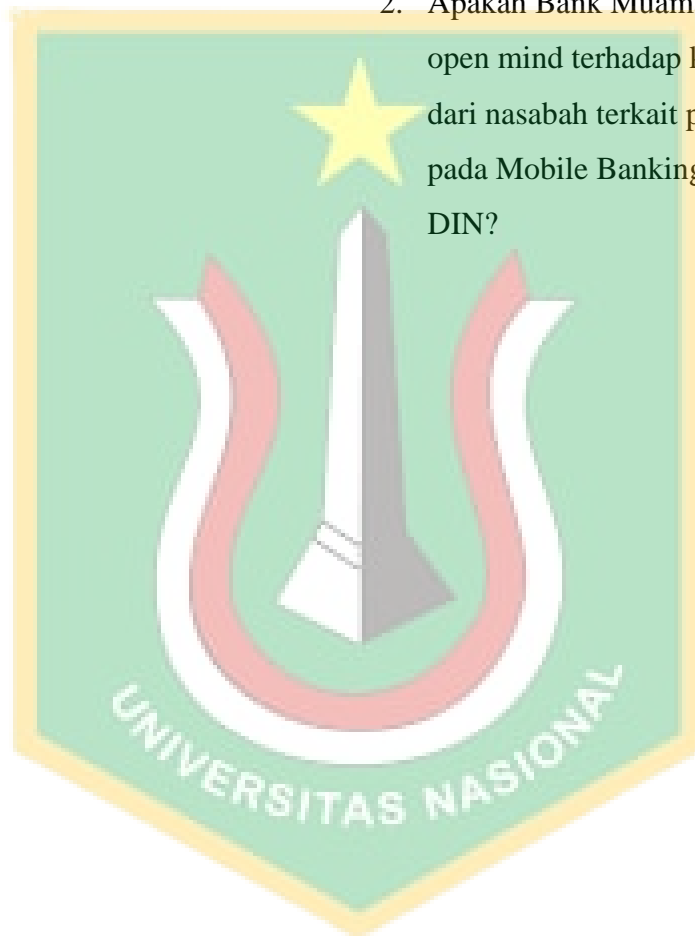 2. Apakah Bank Muam
open mind terhadap
dari nasabah terkait
pada Mobile Banking
DIN?
UNIVERSITAS NASIONAL